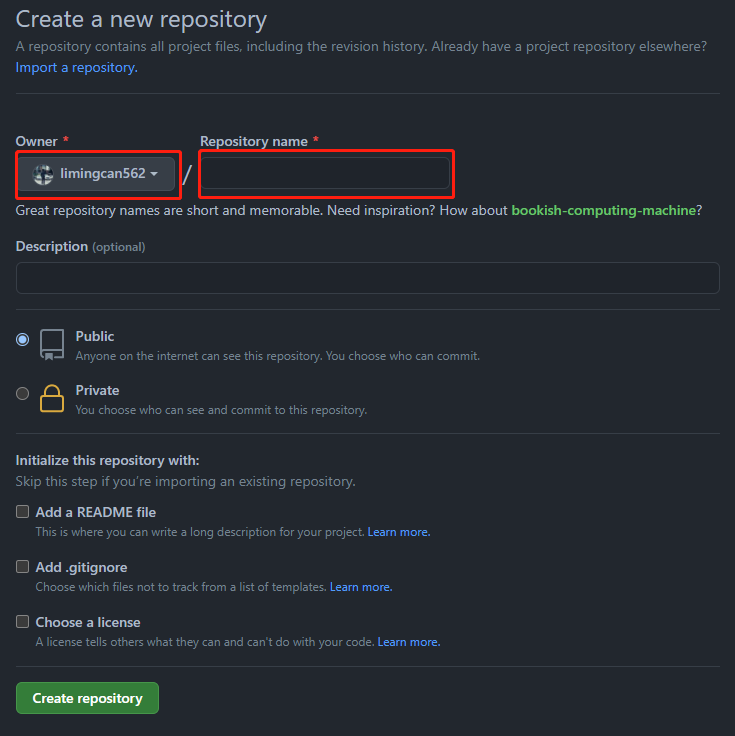 Create a new repository
A repository contains all project files, including the revision history. Already have a project repository elsewhere?
Import a repository.
Owner * Repository name *
limingcan562 /
Great repository names are short and memorable. Need inspiration? How about bookish-computing-machine?
Description (optional)
Public
Anyone on the internet can see this repository. You choose who can commit.
Private
You choose who can see and commit to this repository.
Initialize this repository with:
Skip this step if you're importing an existing repository.
Add a README file
This is where you can write a long description for your project. Learn more.
Add .gitignore
Choose which files not to track from a list of templates. Learn more.
Choose a license
A license tells others what they can and can't do with your code. Learn more.
Create repository